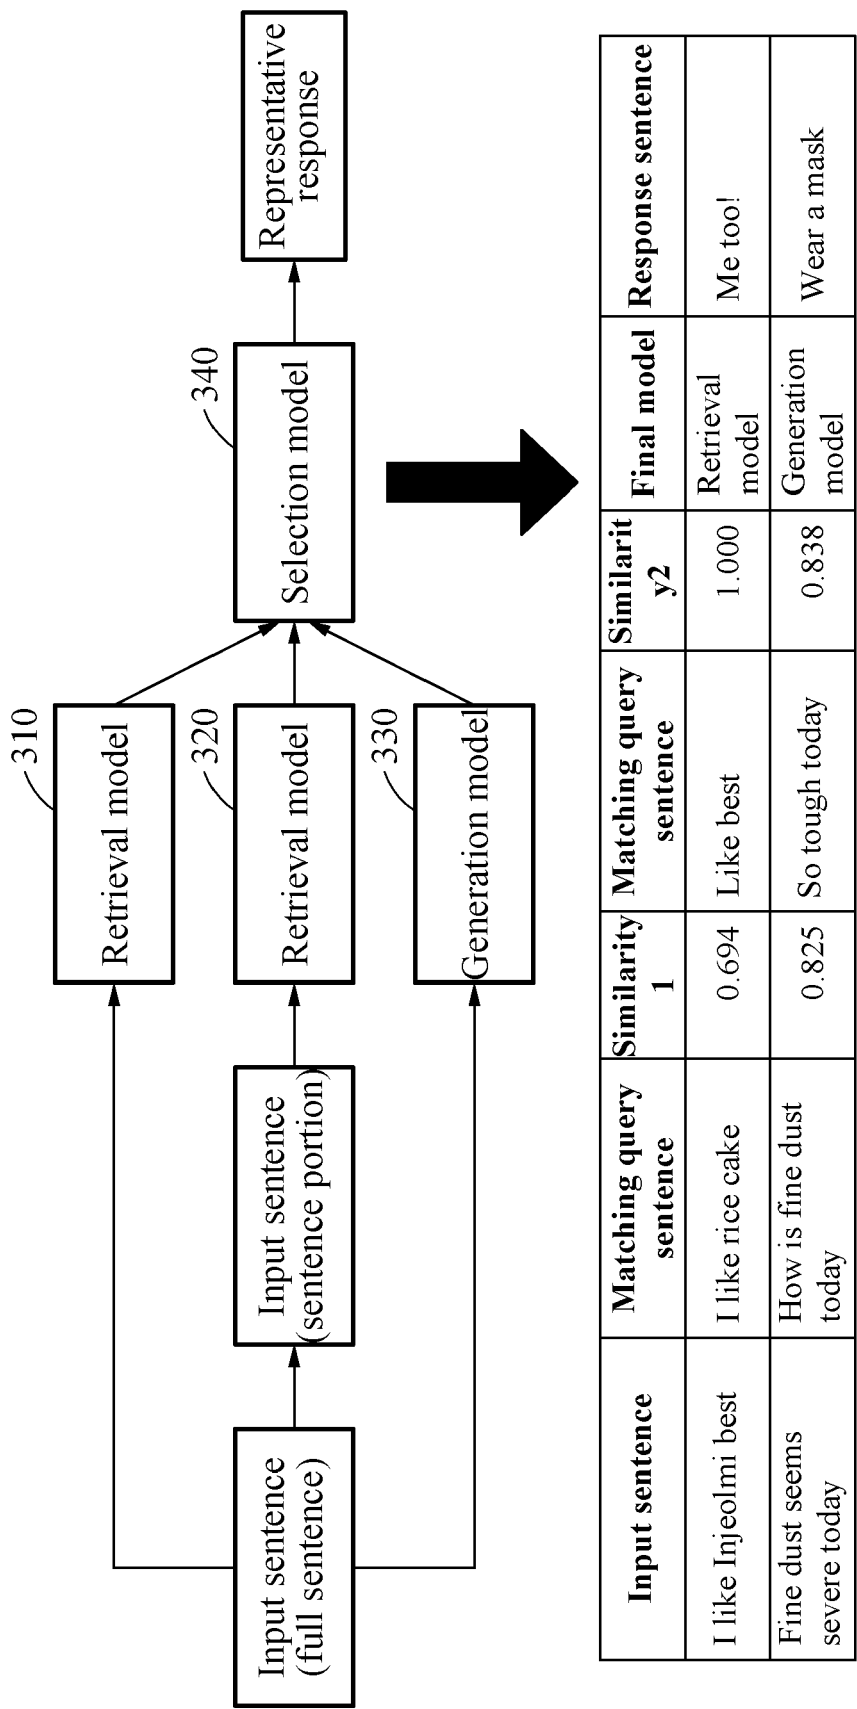 Input sentence
(full sentence)
Input sentence
(sentence portion)
310
Retrieval model
320
Retrieval model
330
Generation model
340
Selection model
Representative
response
Input sentence
Matching query
sentence
Similarity
1
Matching query
sentence
Similarit
y2
Final model
Response sentence
I like Injeolmi best
I like rice cake
0.694
Like best
1.000
Retrieval
model
Me too!
Fine dust seems
severe today
How is fine dust
today
0.825
So tough today
0.838
Generation
model
Wear a mask